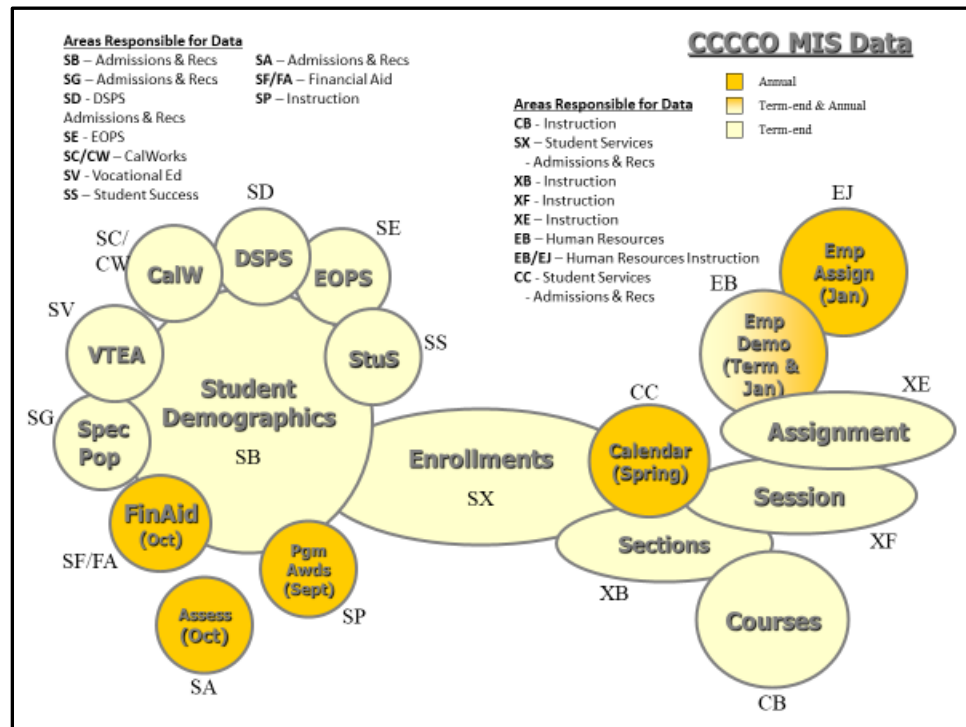 Areas Responsible for Data
SB – Admissions & Recs
SG – Admissions & Recs
SD - DSPS
Admissions & Recs
SE - EOPS
SC/CW – CalWorks
SV - Vocational Ed
SS – Student Success
SA – Admissions & Recs
SF/FA – Financial Aid
SP – Instruction
CCCCO MIS Data
Annual
Term-end & Annual
Term-end
Areas Responsible for Data
CB - Instruction
SX – Student Services
- Admissions & Recs
XB - Instruction
XF - Instruction
XE – Instruction
EB – Human Resources
EB/EJ – Human Resources Instruction
CC - Student Services
- Admissions & Recs
SD
SE
SC/
CW
CalW
DSPS
EOPS
SV
VTEA
StuS
SS
SG
Spec
Pop
Student
Demographics
SB
FinAid
(Oct)
SF/FA
Pgm
Awds
(Sept)
SP
Assess
(Oct)
SA
Enrollments
SX
CC
Calendar
(Spring)
EJ
Emp
Assign
(Jan)
EB
Emp
Demo
(Term &
Jan)
XE
Assignment
Session
XF
Sections
XB
Courses
CB